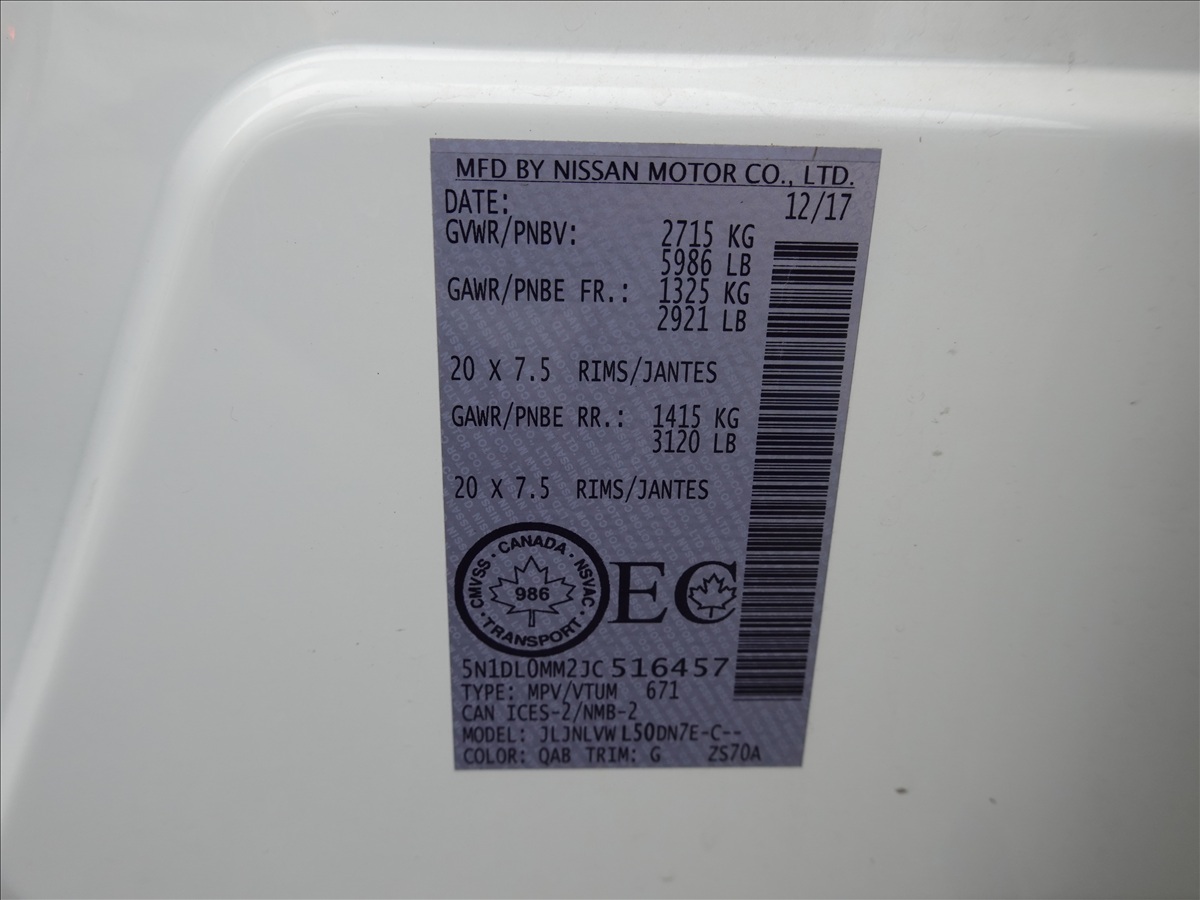 MFD BY NISSAN MOTOR CO., LTD.
DATE: 12/17
GVWR/PNBV: 2715 KG
5986 LB
GAWR/PNBE FR.: 1325 KG
2921 LB
20 X 7.5 RIMS/JANTES
GAWR/PNBE RR.: 1415 KG
3120 LB
20 X 7.5 RIMS/JANTES
CMVSS · CANADA · NSVAC · TRANSPORT ·
986
EC
5N1DL0MM2JC516457
TYPE: MPV/VTUM 671
CAN ICES-2/NMB-2
MODEL: JLJNLVWL50DN7E-C--
COLOR: QAB TRIM: G ZS70A